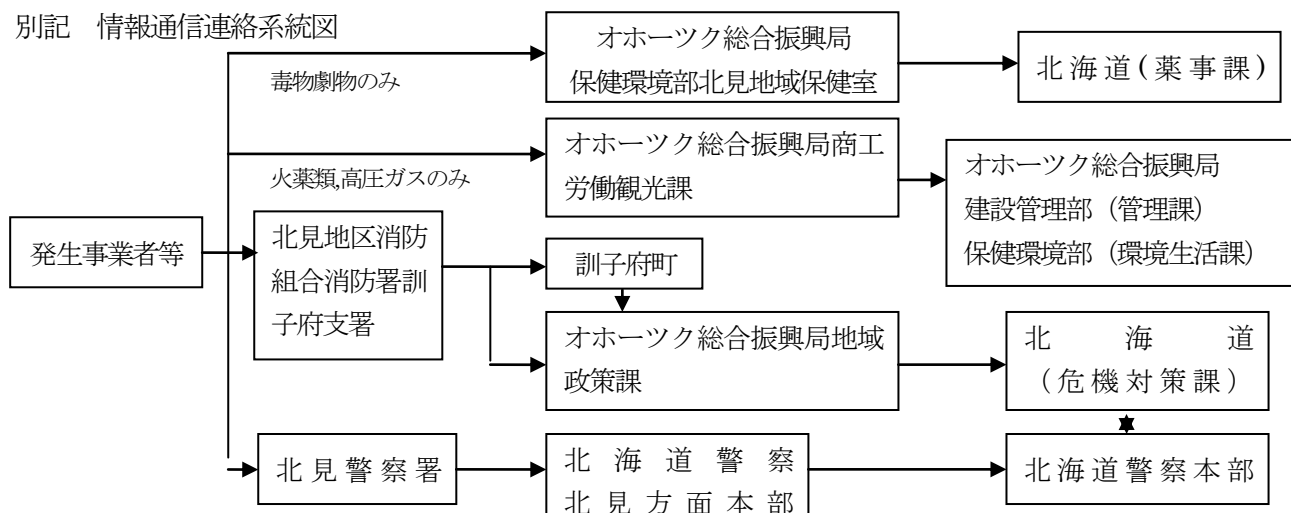 別記　情報通信連絡系統図
オホーツク総合振興局
保健環境部北見地域保健室
北海道(薬事課)
毒物劇物のみ
オホーツク総合振興局商工
労働観光課
火薬類,高圧ガスのみ
オホーツク総合振興局
建設管理部（管理課）
保健環境部（環境生活課）
発生事業者等
北見地区消防
組合消防署訓
子府支署
訓子府町
オホーツク総合振興局地域
政策課
北海道
（危機対策課）
北見警察署
北海道警察
北見方面本部
北海道警察本部